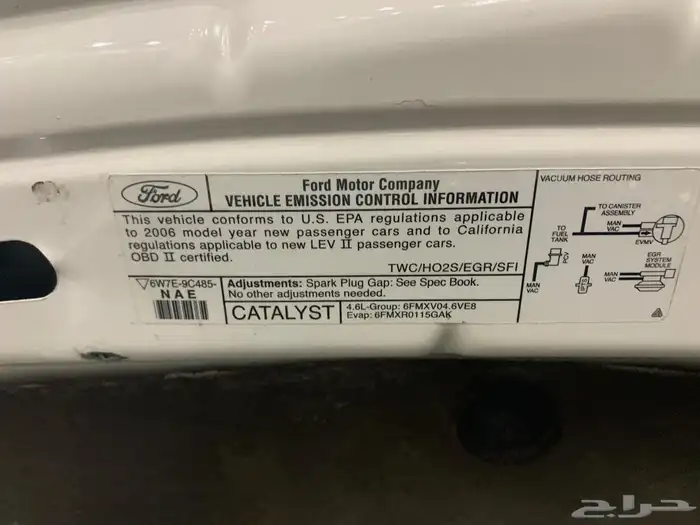 Ford
Ford Motor Company
VEHICLE EMISSION CONTROL INFORMATION
This vehicle conforms to U.S. EPA regulations applicable
to 2006 model year new passenger cars and to California
regulations applicable to new LEV II passenger cars.
OBD II certified.
TWC/HO2S/EGR/SFI
6W7E-9C485-
NAE
Adjustments: Spark Plug Gap: See Spec Book.
No other adjustments needed.
CATALYST
4.6L-Group: 6FMXV04.6VE8
Evap: 6FMXR0115GAK
VACUUM HOSE ROUTING
TO CANISTER
ASSEMBLY
TO
FUEL
TANK
MAN
VAC
EVMV
PCV
MAN
VAC
MAN
VAC
MAN
VAC
EGR
SYSTEM
MODULE
حراج